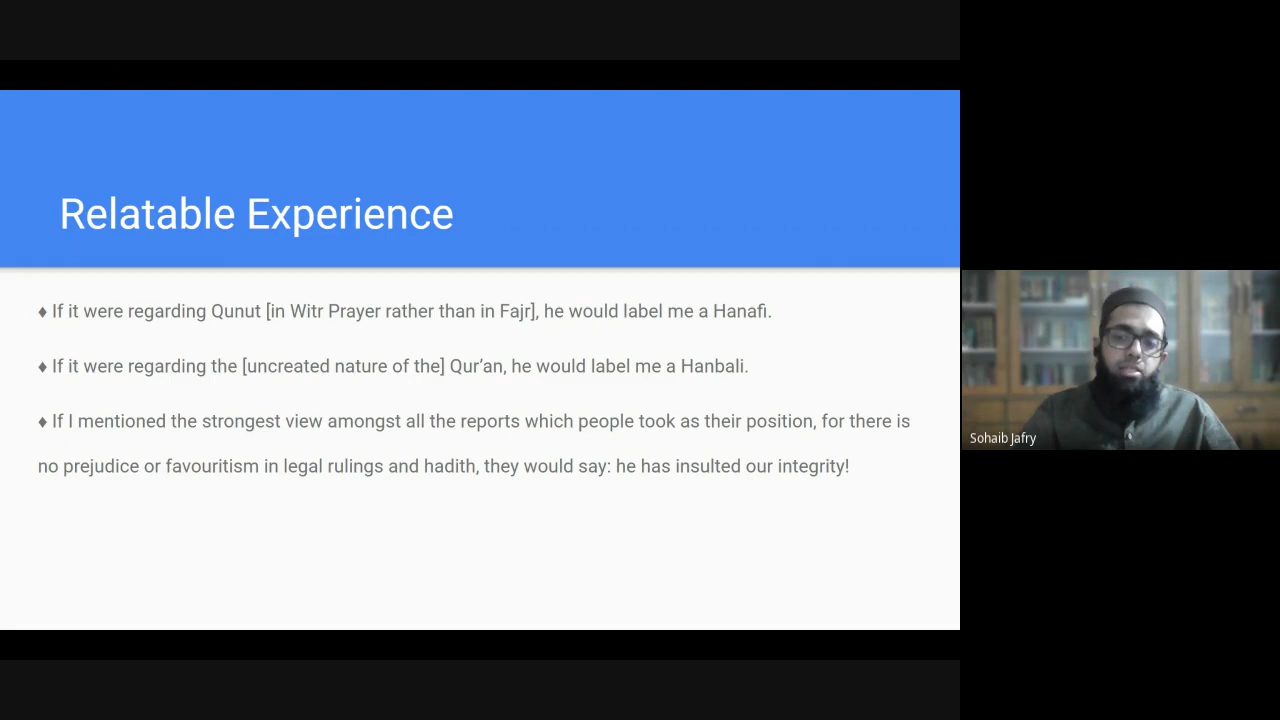 Relatable Experience
♦ If it were regarding Qunut [in Witr Prayer rather than in Fajr], he would label me a Hanafi.
♦ If it were regarding the [uncreated nature of the] Qur’an, he would label me a Hanbali.
♦ If I mentioned the strongest view amongst all the reports which people took as their position, for there is
no prejudice or favouritism in legal rulings and hadith, they would say: he has insulted our integrity!
Sohaib Jafry